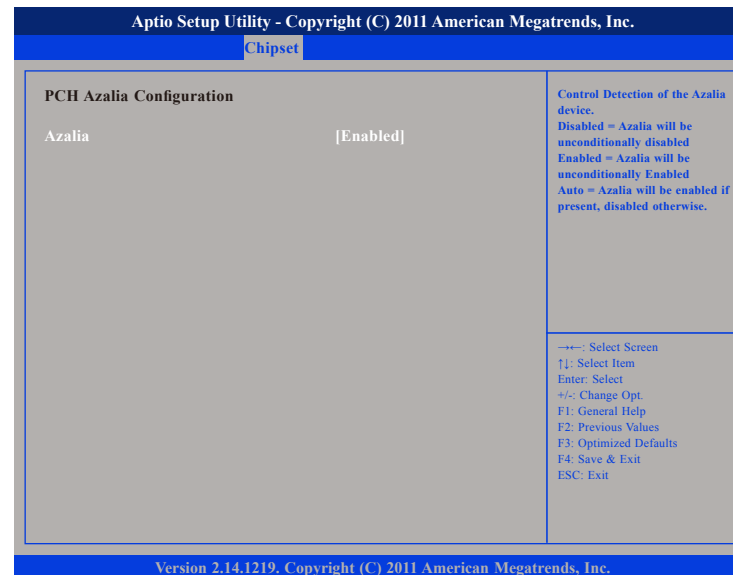 Aptio Setup Utility - Copyright (C) 2011 American Megatrends, Inc.
Chipset
PCH Azalia Configuration
Azalia [Enabled]
Control Detection of the Azalia
device.
Disabled = Azalia will be
unconditionally disabled
Enabled = Azalia will be
unconditionally Enabled
Auto = Azalia will be enabled if
present, disabled otherwise.
→←: Select Screen
↑↓: Select Item
Enter: Select
+/-: Change Opt.
F1: General Help
F2: Previous Values
F3: Optimized Defaults
F4: Save & Exit
ESC: Exit
Version 2.14.1219. Copyright (C) 2011 American Megatrends, Inc.